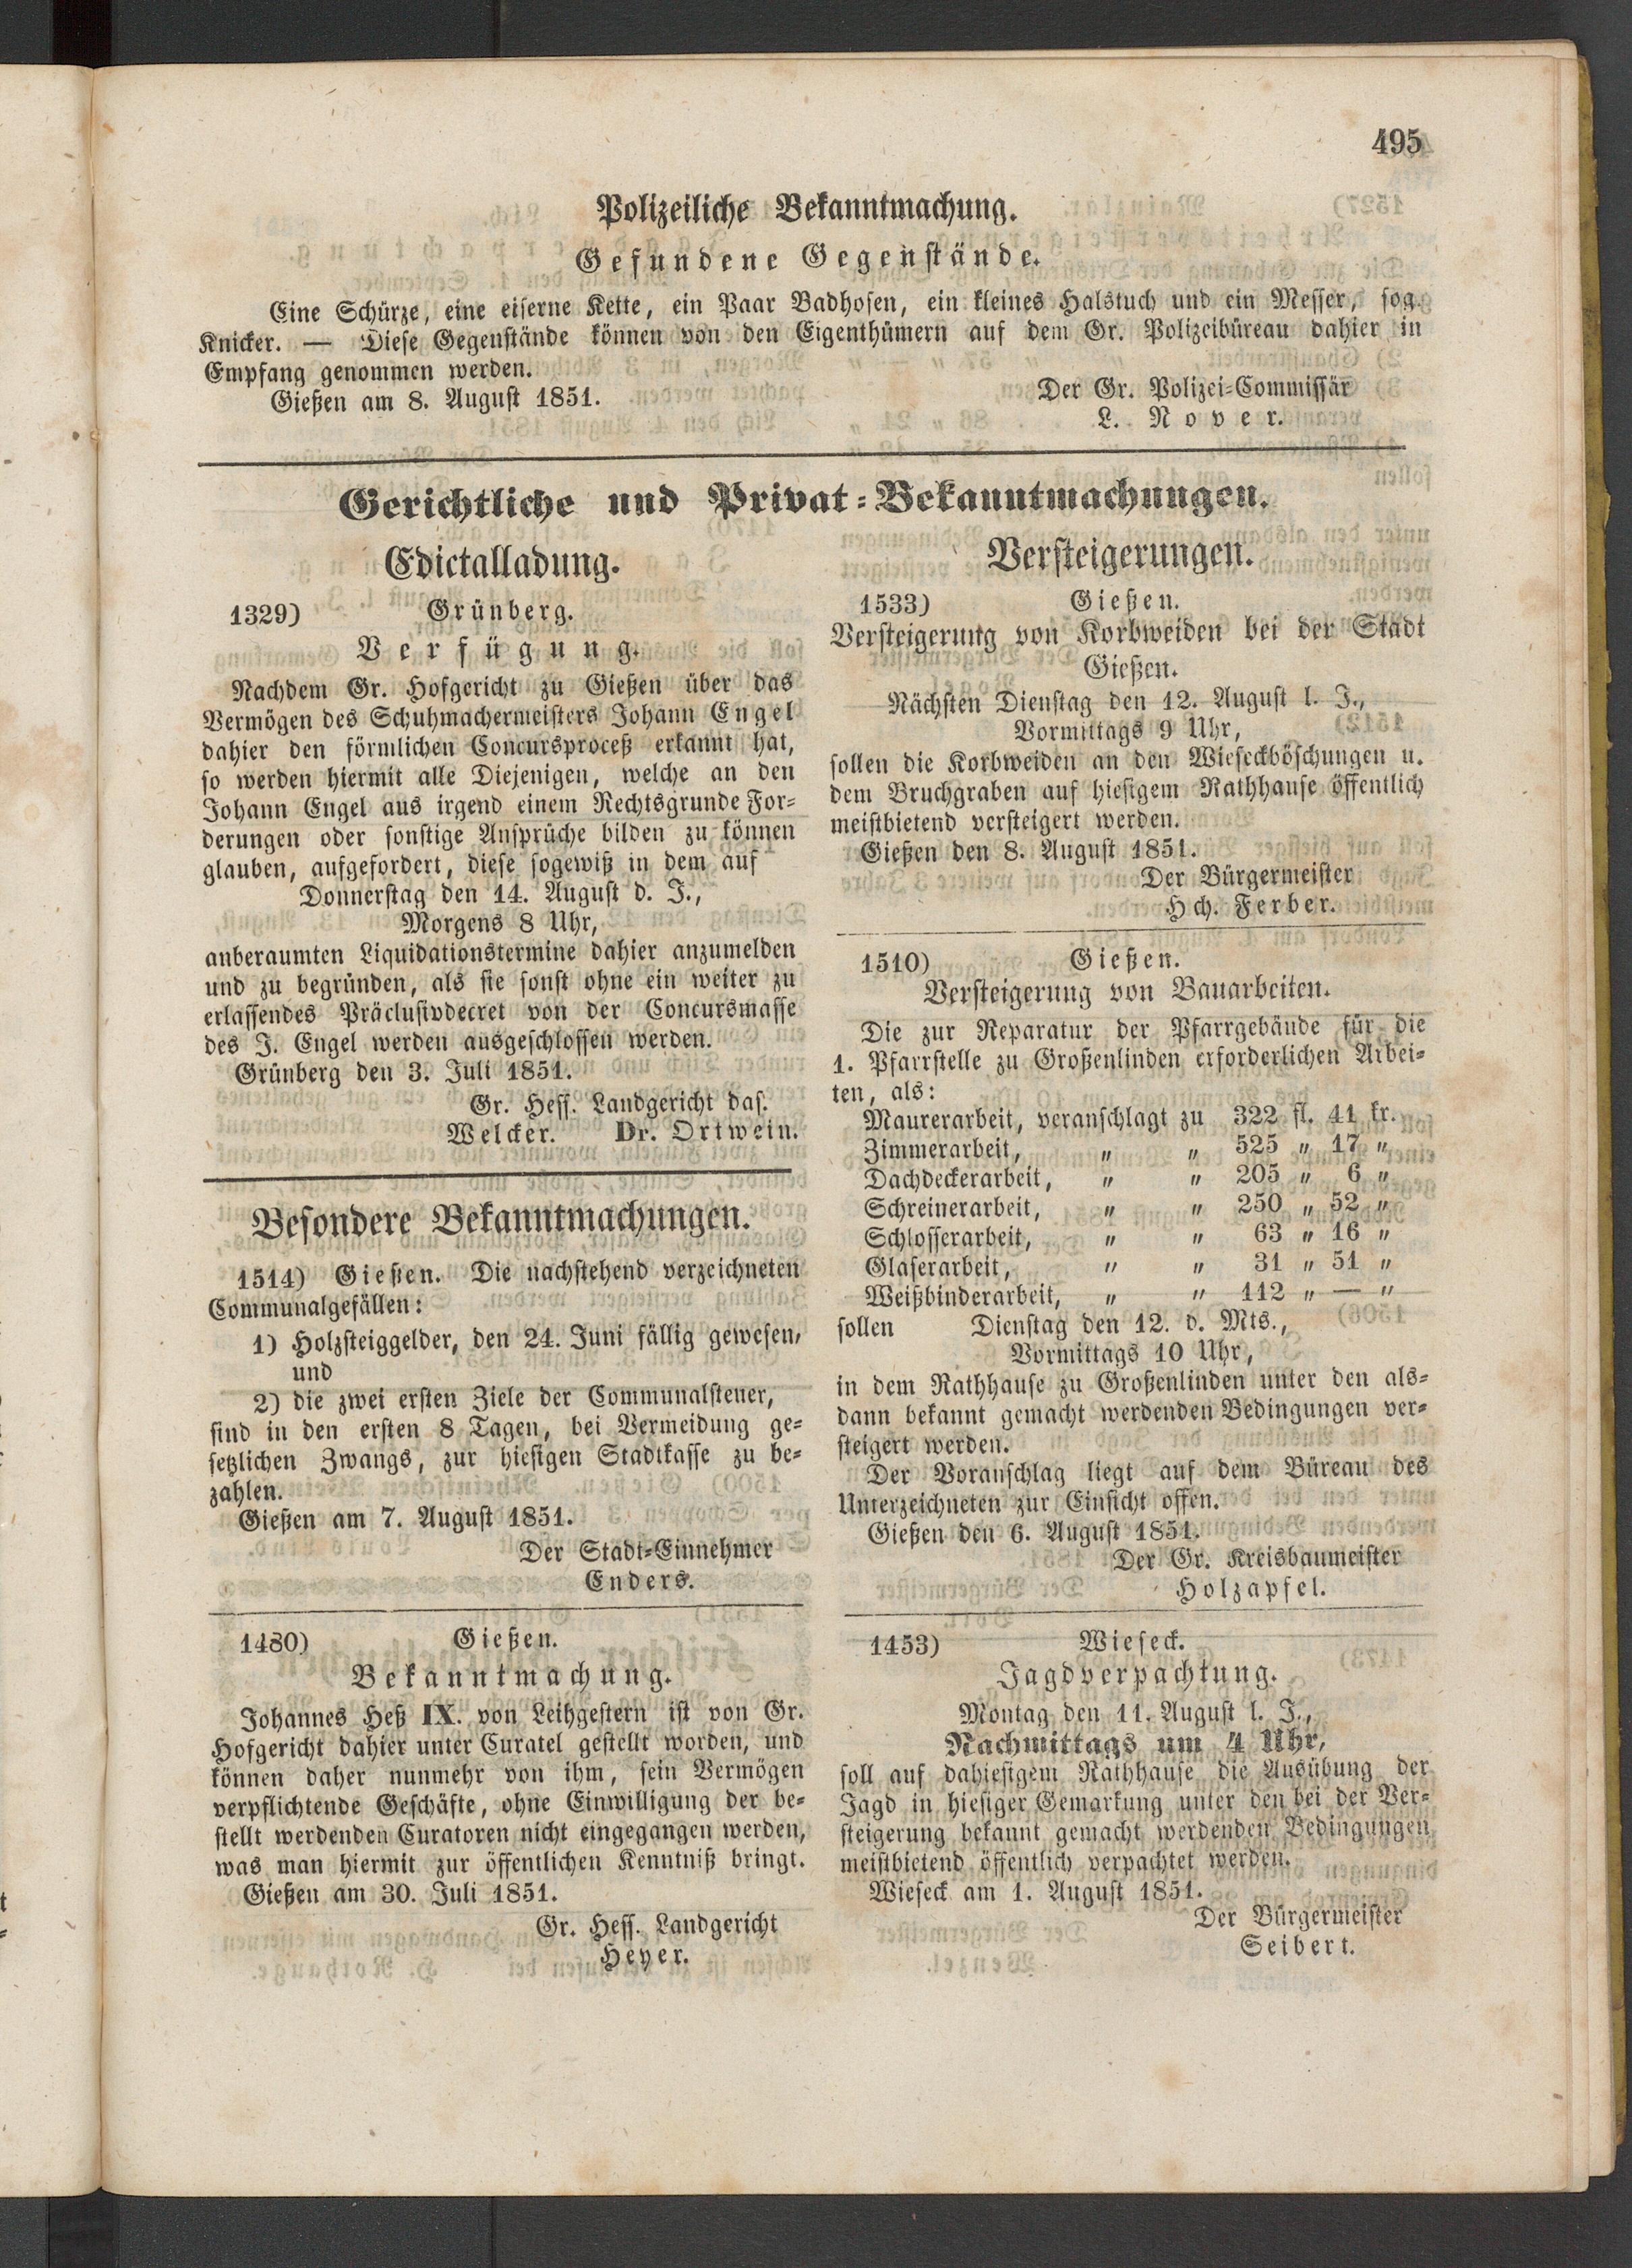 495
Polizeiliche Bekanntmachung.
Gefundene Gegenstände.
Eine Schürze, eine eiserne Kette, ein Paar Badhosen, ein kleines Halstuch und ein Messer, sog.
Knicker. — Diese Gegenstände können von den Eigenthümern auf dem Gr. Polizeibüreau dahier in
Empfang genommen werden.
Gießen am 8. August 1851.
Der Gr. Polizei-Commissär
L. Nover.
Gerichtliche und Privat-Bekanntmachungen.
Edictalladung.
1329) Grünberg.
Verfügung.
Nachdem Gr. Hofgericht zu Gießen über das
Vermögen des Schuhmachermeisters Johann Engel
dahier den förmlichen Concursproceß erkannt hat,
so werden hiermit alle Diejenigen, welche an den
Johann Engel aus irgend einem Rechtsgrunde For-
derungen oder sonstige Ansprüche bilden zu können
glauben, aufgefordert, diese sogewiß in dem auf
Donnerstag den 14. August d. J.,
Morgens 8 Uhr,
anberaumten Liquidationstermine dahier anzumelden
und zu begründen, als sie sonst ohne ein weiter zu
erlassendes Präclusivdecret von der Concursmasse
des J. Engel werden ausgeschlossen werden.
Grünberg den 3. Juli 1851.
Gr. Hess. Landgericht das.
Welcker. Dr. Ortwein.
Besondere Bekanntmachungen.
1514) Gießen. Die nachstehend verzeichneten
Communalgefällen:
1) Holzsteiggelder, den 24. Juni fällig gewesen,
und
2) die zwei ersten Ziele der Communalsteuer,
sind in den ersten 8 Tagen, bei Vermeidung ge-
setzlichen Zwangs, zur hiesigen Stadtkasse zu be-
zahlen.
Gießen am 7. August 1851.
Der Stadt-Einnehmer
Enders.
1480) Gießen.
Bekanntmachung.
Johannes Heß IX. von Leihgestern ist von Gr.
Hofgericht dahier unter Curatel gestellt worden, und
können daher nunmehr von ihm, sein Vermögen
verpflichtende Geschäfte, ohne Einwilligung der be-
stellt werdenden Curatoren nicht eingegangen werden,
was man hiermit zur öffentlichen Kenntniß bringt.
Gießen am 30. Juli 1851.
Gr. Hess. Landgericht
Heyer.
Versteigerungen.
1533) Gießen.
Versteigerung von Korbweiden bei der Stadt
Gießen.
Nächsten Dienstag den 12. August l. J.,
Vormittags 9 Uhr,
sollen die Korbweiden an den Wieseckböschungen u.
dem Bruchgraben auf hiesigem Rathhause öffentlich
meistbietend versteigert werden.
Gießen den 8. August 1851.
Der Bürgermeister
Hch. Ferber.
1510) Gießen.
Versteigerung von Bauarbeiten.
Die zur Reparatur der Pfarrgebäude für die
1. Pfarrstelle zu Großenlinden erforderlichen Arbei-
ten, als:
Maurerarbeit, veranschlagt zu 322 fl. 41 kr.
Zimmerarbeit, „ „ 525 „ 17 „
Dachdeckerarbeit, „ „ 205 „ 6 „
Schreinerarbeit, „ „ 250 „ 52 „
Schlosserarbeit, „ „ 63 „ 16 „
Glaserarbeit, „ „ 31 „ 51 „
Weißbinderarbeit, „ „ 112 „ — „
sollen Dienstag den 12. d. Mts.,
Vormittags 10 Uhr,
in dem Rathhause zu Großenlinden unter den als-
dann bekannt gemacht werdenden Bedingungen ver-
steigert werden.
Der Voranschlag liegt auf dem Büreau des
Unterzeichneten zur Einsicht offen.
Gießen den 6. August 1851.
Der Gr. Kreisbaumeister
Holzapfel.
1453) Wieseck.
Jagdverpachtung.
Montag den 11. August l. J.,
Nachmittags um 4 Uhr,
soll auf dahiesigem Rathhause die Ausübung der
Jagd in hiesiger Gemarkung unter den bei der Ver-
steigerung bekannt gemacht werdenden Bedingungen
meistbietend öffentlich verpachtet werden.
Wieseck am 1. August 1851.
Der Bürgermeister
Seibert.